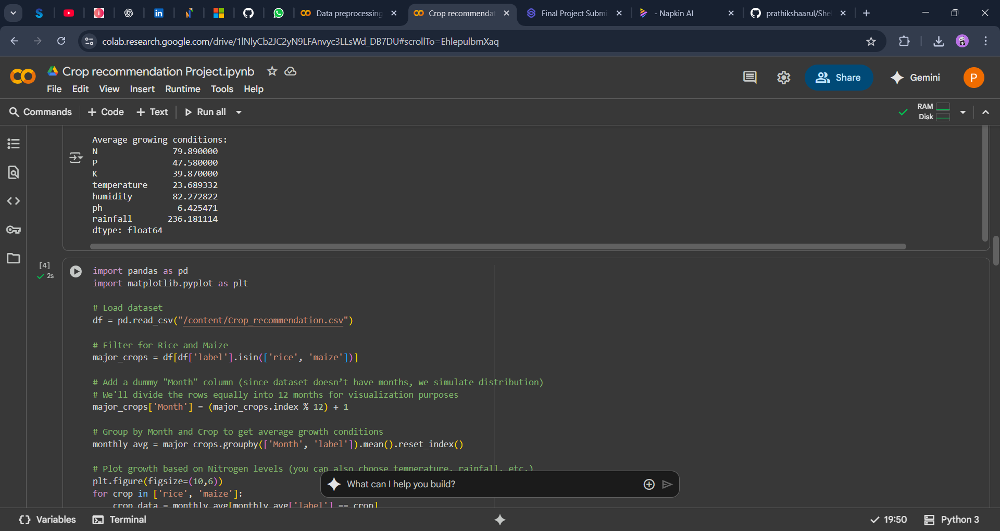 Data preprocessing
Crop recommenda
Final Project Submi
- Napkin AI
prathikshaarul/She
colab.research.google.com/drive/1INlyCb2JC2yN9LFAnvyc3LLsWd_DB7DU#scrollTo=EhlepulbmXaq
Crop recommendation Project.ipynb
Share
Gemini
P
File Edit View Insert Runtime Tools Help
Commands
+ Code
+ Text
Run all
RAM
Disk
Average growing conditions:
N 79.890000
P 47.580000
K 39.870000
temperature 23.689332
humidity 82.272822
ph 6.425471
rainfall 236.181114
dtype: float64
[4]
2s
import pandas as pd
import matplotlib.pyplot as plt
# Load dataset
df = pd.read_csv("/content/Crop_recommendation.csv")
# Filter for Rice and Maize
major_crops = df[df['label'].isin(['rice', 'maize'])]
# Add a dummy "Month" column (since dataset doesn’t have months, we simulate distribution)
# We'll divide the rows equally into 12 months for visualization purposes
major_crops['Month'] = (major_crops.index % 12) + 1
# Group by Month and Crop to get average growth conditions
monthly_avg = major_crops.groupby(['Month', 'label']).mean().reset_index()
# Plot growth based on Nitrogen levels (you can also choose temperature, rainfall, etc.)
plt.figure(figsize=(10,6))
for crop in ['rice', 'maize']:
crop_data = monthly_avg[monthly_avg['label'] == crop]
What can I help you build?
Variables
Terminal
19:50
Python 3